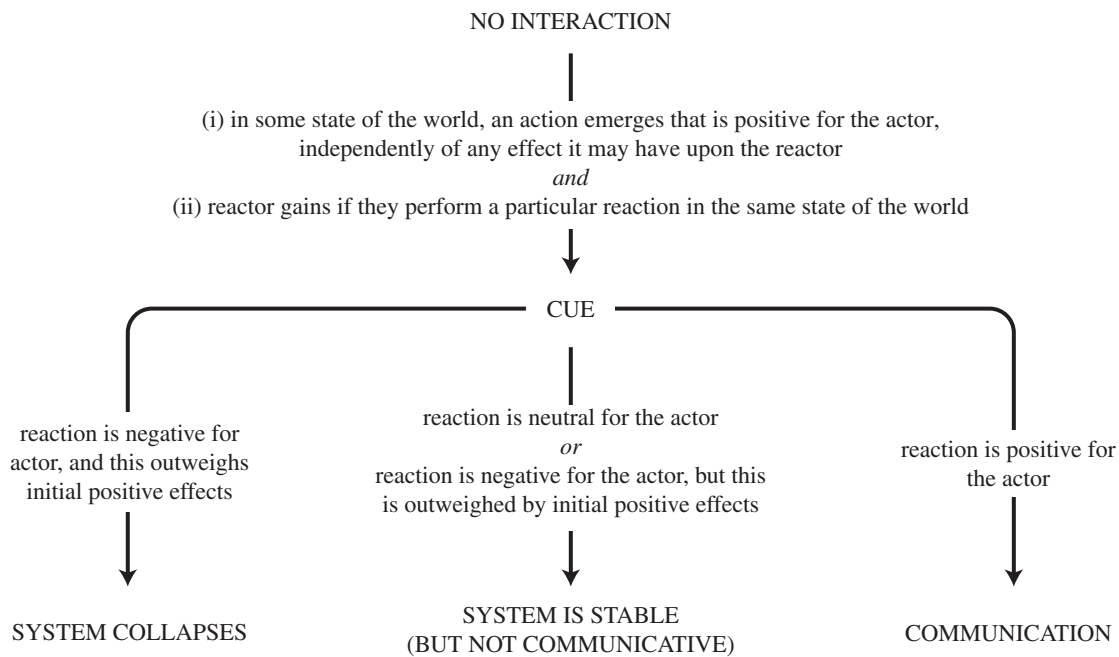 NO INTERACTION
(i) in some state of the world, an action emerges that is positive for the actor,
independently of any effect it may have upon the reactor
and
(ii) reactor gains if they perform a particular reaction in the same state of the world
CUE
reaction is negative for
actor, and this outweighs
initial positive effects
reaction is neutral for the actor
or
reaction is negative for the actor, but this
is outweighed by initial positive effects
reaction is positive for
the actor
SYSTEM COLLAPSES
SYSTEM IS STABLE
(BUT NOT COMMUNICATIVE)
COMMUNICATION